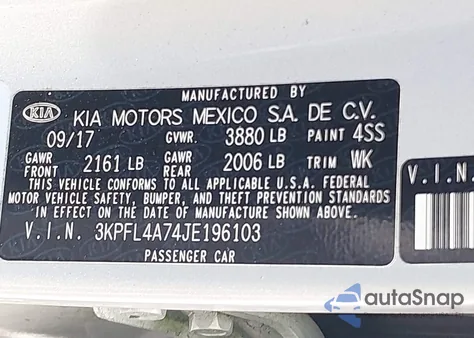 MANUFACTURED BY
KIA KIA MOTORS MEXICO S.A. DE C.V.
09/17 GVWR. 3880 LB PAINT 4SS
GAWR FRONT 2161 LB GAWR REAR 2006 LB TRIM WK
THIS VEHICLE CONFORMS TO ALL APPLICABLE U.S.A. FEDERAL
MOTOR VEHICLE SAFETY, BUMPER, AND THEFT PREVENTION STANDARDS
IN EFFECT ON THE DATE OF MANUFACTURE SHOWN ABOVE.
V.I.N. 3KPFL4A74JE196103
PASSENGER CAR
V.I.N.
autoSnap